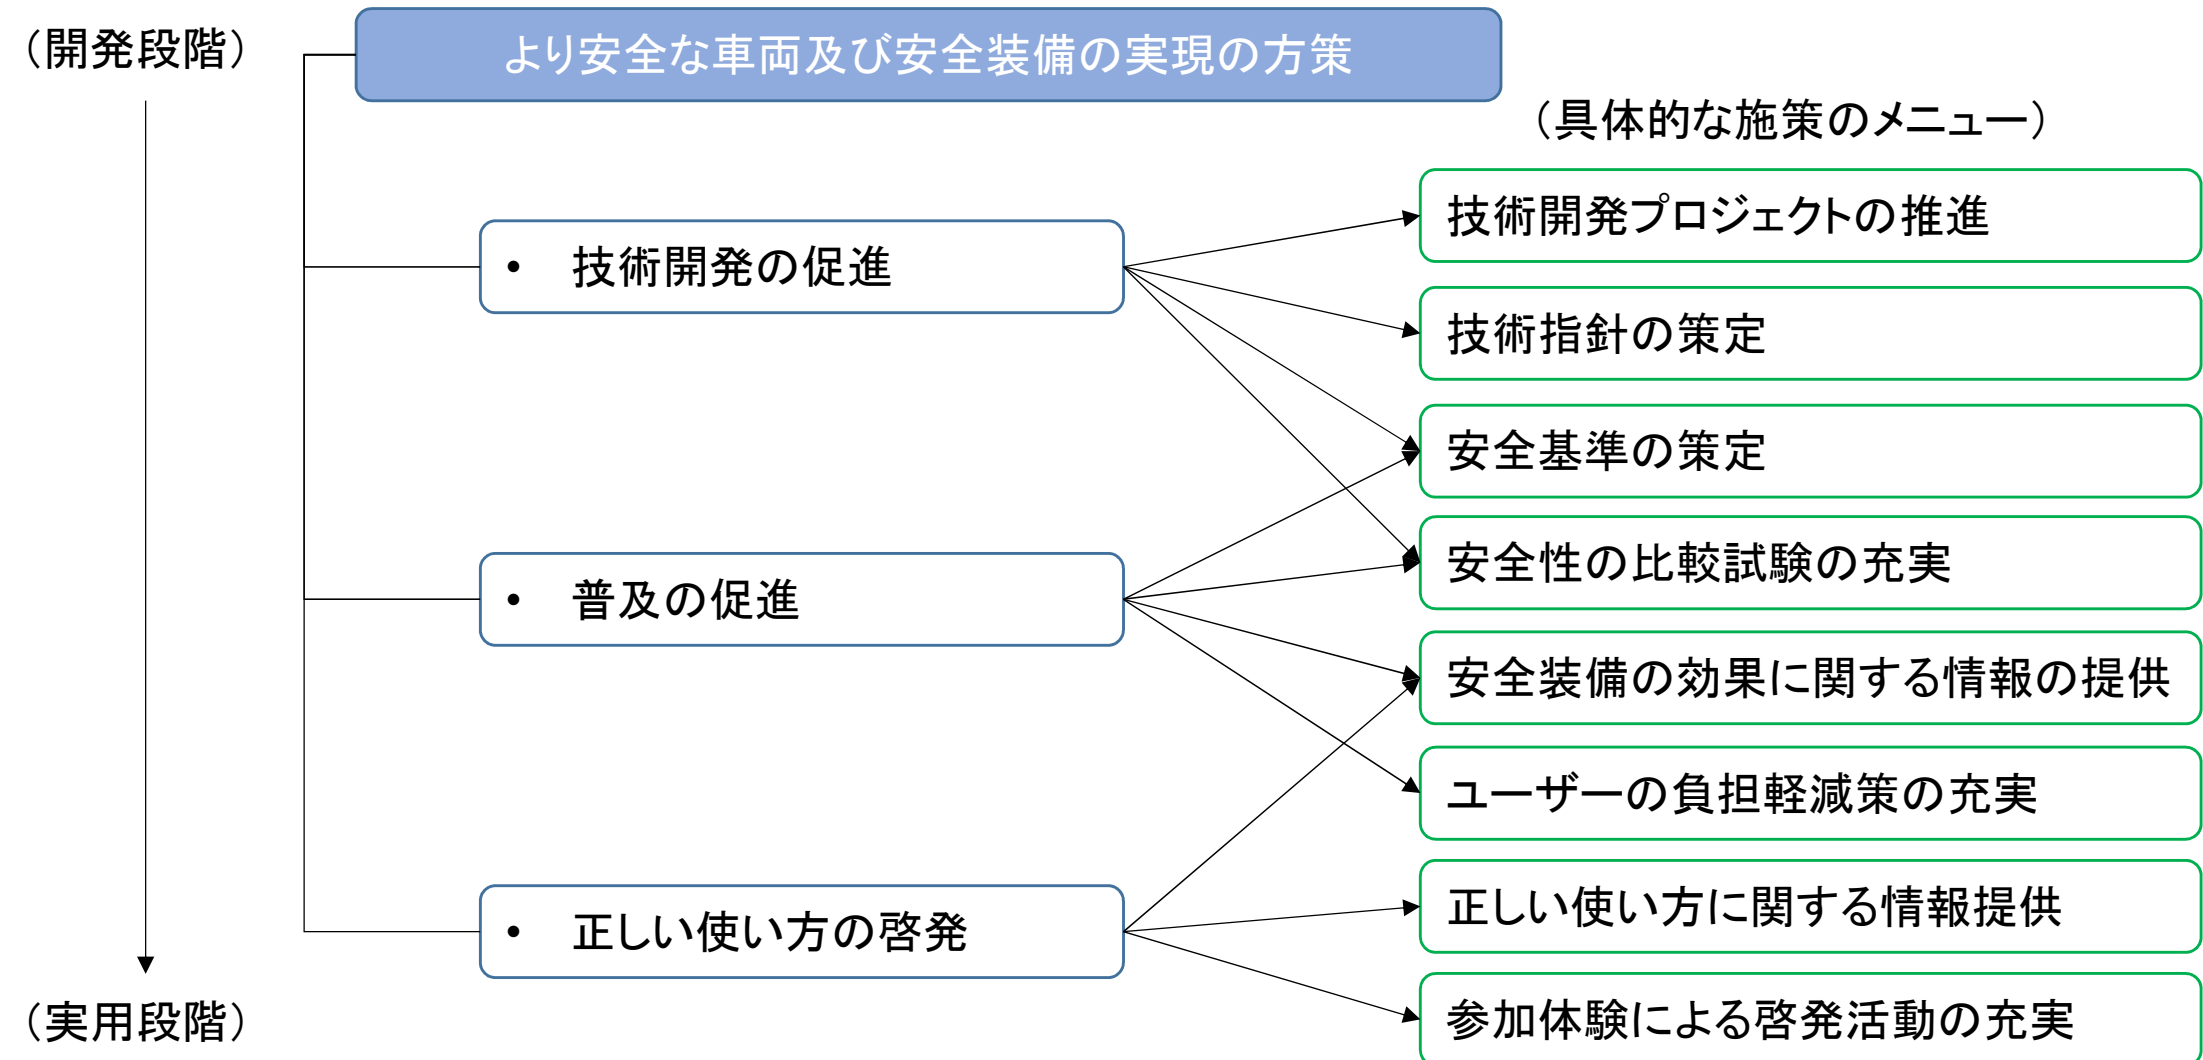 （開発段階）
より安全な車両及び安全装備の実現の方策
（具体的な施策のメニュー）
技術開発プロジェクトの推進
• 技術開発の促進
技術指針の策定
安全基準の策定
安全性の比較試験の充実
• 普及の促進
安全装備の効果に関する情報の提供
ユーザーの負担軽減策の充実
正しい使い方に関する情報提供
• 正しい使い方の啓発
参加体験による啓発活動の充実
（実用段階）